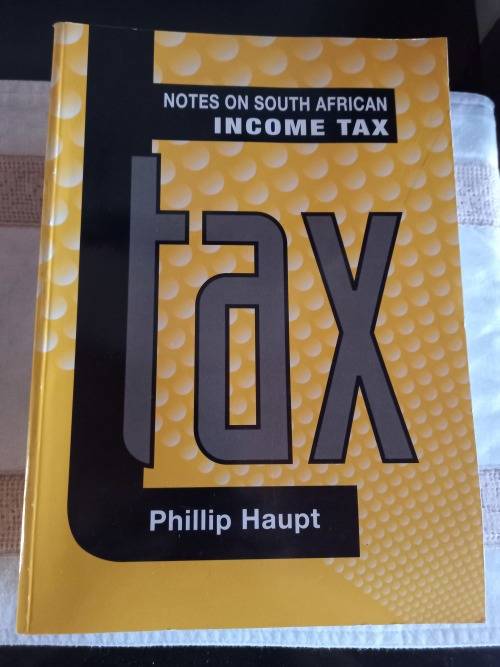 NOTES ON SOUTH AFRICAN
INCOME TAX
tax
Phillip Haupt